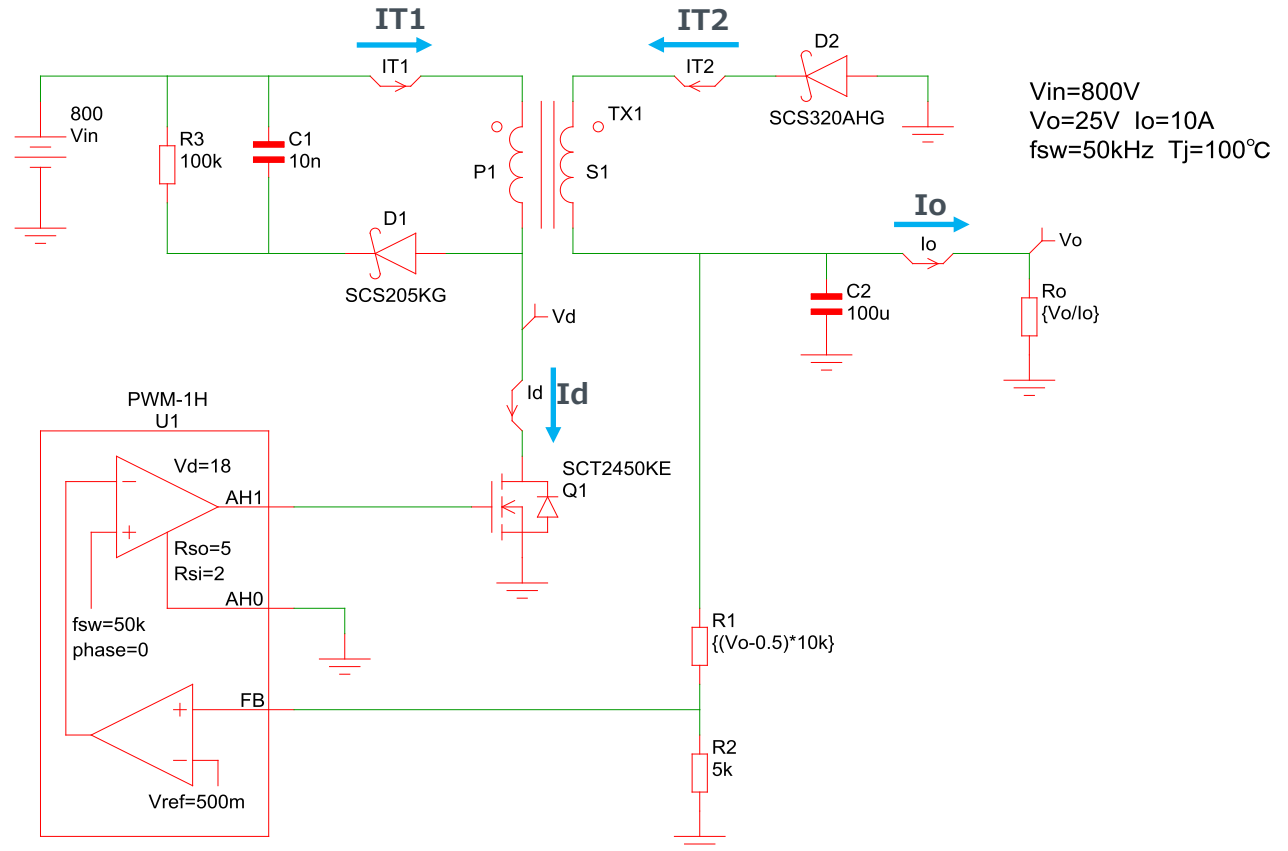 IT1
IT2
IT1
IT2
D2
SCS320AHG
Vin=800V
Vo=25V Io=10A
fsw=50kHz Tj=100℃
800
Vin
R3
100k
C1
10n
P1
S1
TX1
D1
SCS205KG
Io
Io
Vo
C2
100u
Ro
{Vo/Io}
Vd
Id
Id
PWM-1H
U1
Vd=18
AH1
SCT2450KE
Q1
Rso=5
Rsi=2
AH0
fsw=50k
phase=0
R1
{(Vo-0.5)*10k}
FB
R2
5k
Vref=500m